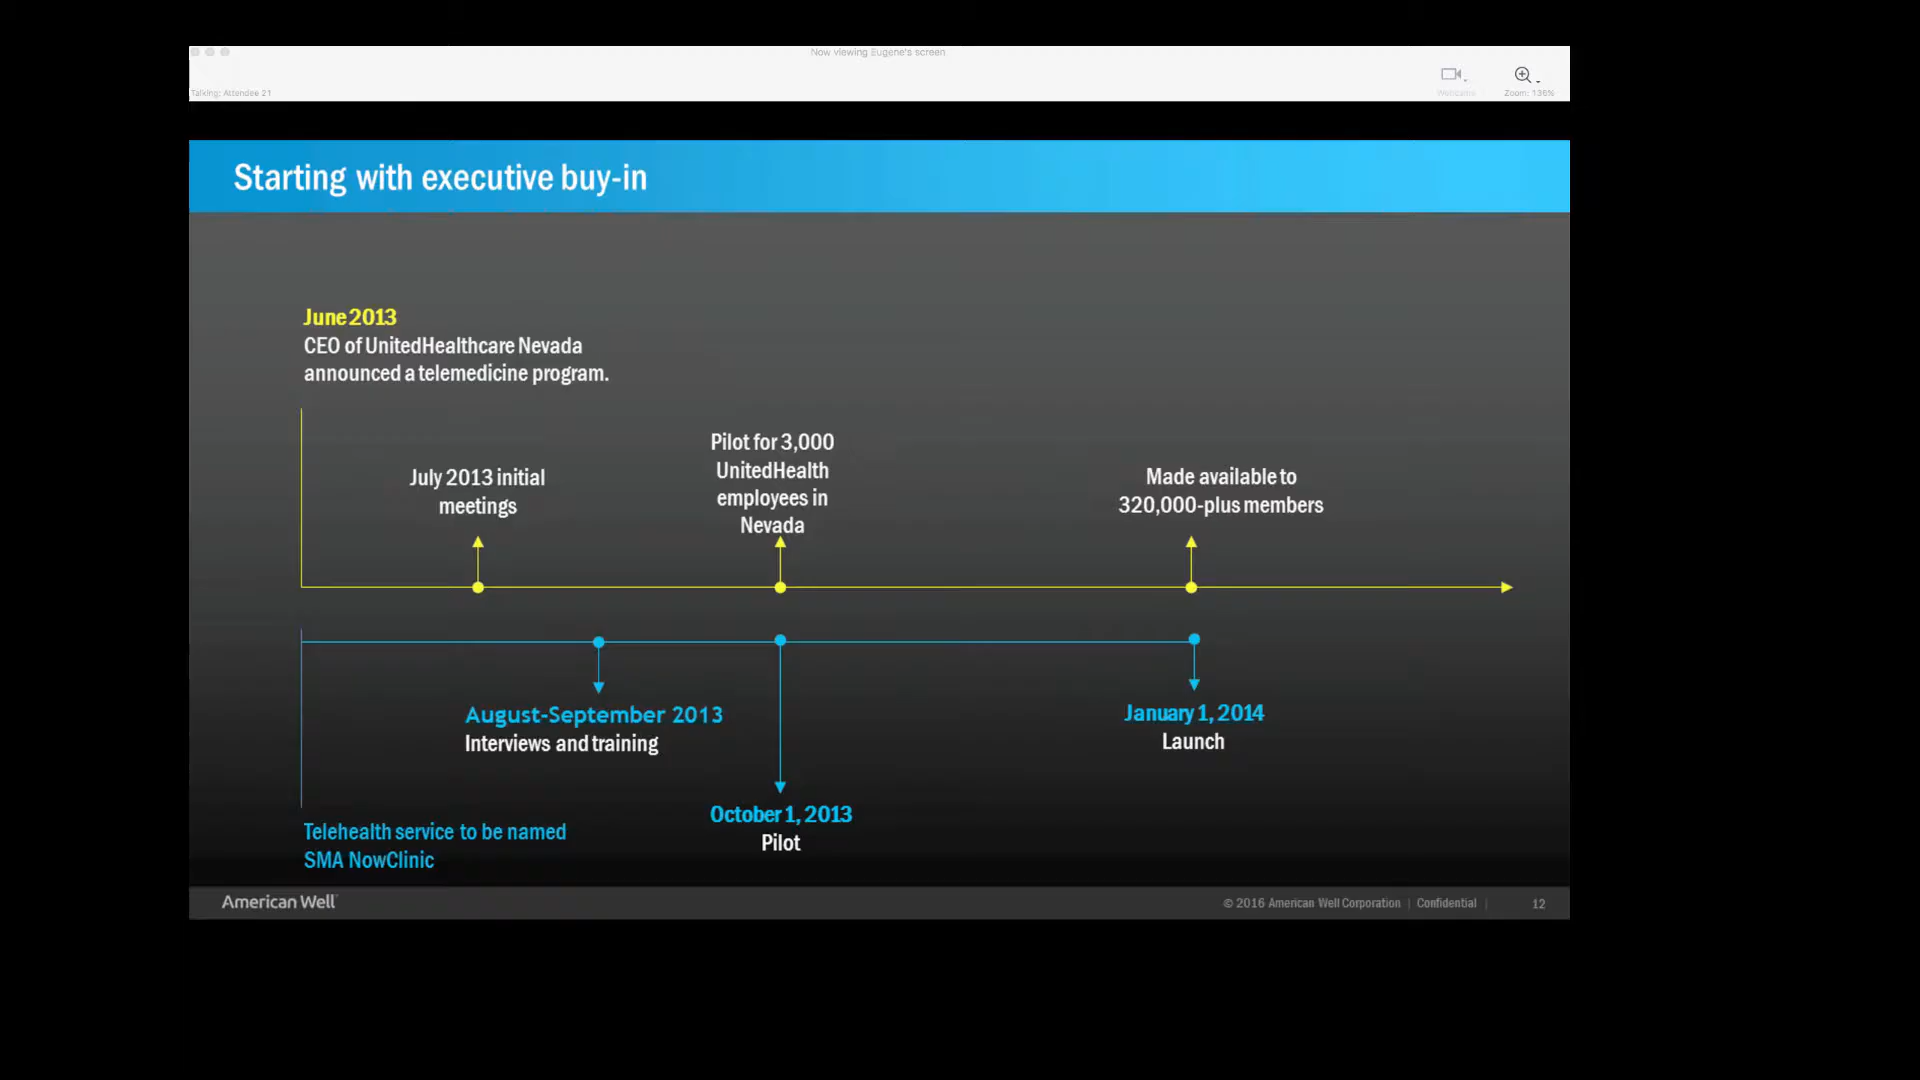 Now viewing Eugene's screen
Talking: Attendee 21
Webcams
Zoom: 136%
Starting with executive buy-in
June 2013
CEO of UnitedHealthcare Nevada
announced a telemedicine program.
July 2013 initial
meetings
Pilot for 3,000
UnitedHealth
employees in
Nevada
Made available to
320,000-plus members
August-September 2013
Interviews and training
January 1, 2014
Launch
October 1, 2013
Pilot
Telehealth service to be named
SMA NowClinic
American Well
© 2016 American Well Corporation | Confidential |
12